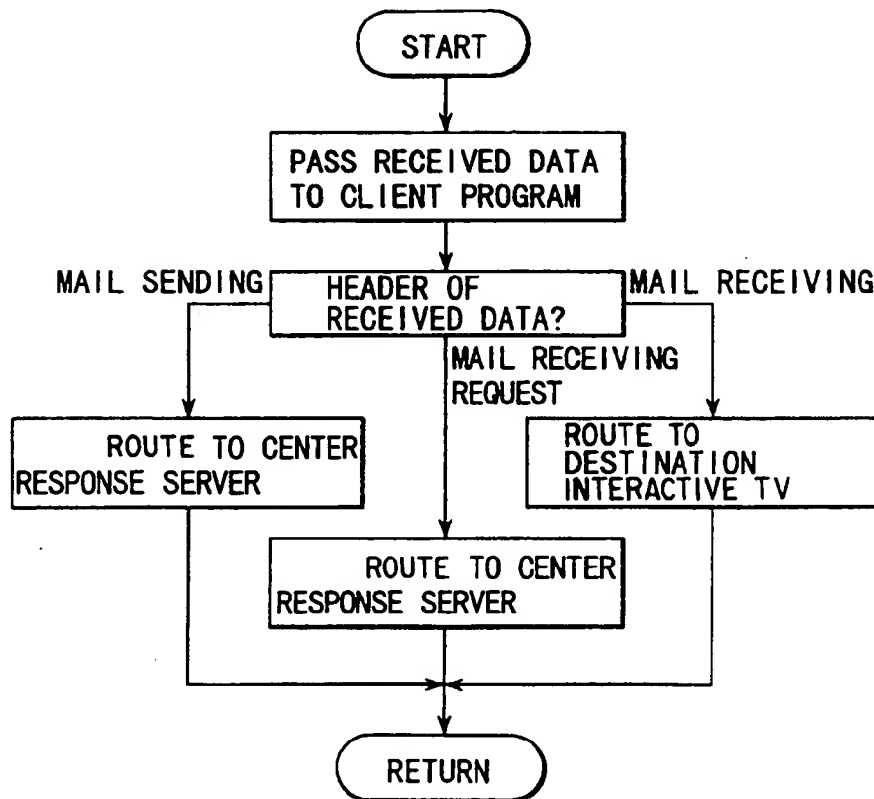 START
PASS RECEIVED DATA
TO CLIENT PROGRAM
MAIL SENDING
HEADER OF
RECEIVED DATA?
MAIL RECEIVING
MAIL RECEIVING
REQUEST
ROUTE TO CENTER
RESPONSE SERVER
ROUTE TO
DESTINATION
INTERACTIVE TV
ROUTE TO CENTER
RESPONSE SERVER
RETURN